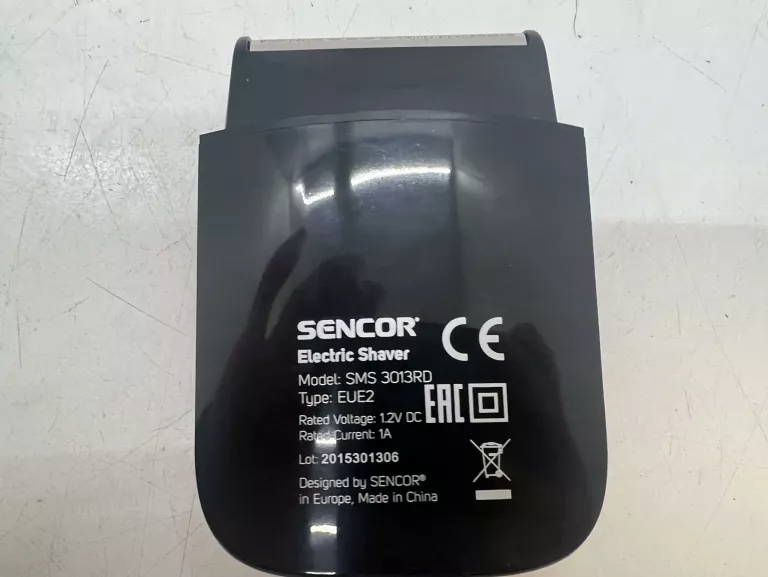 SENCOR®
Electric Shaver
CE
Model: SMS 3013RD
Type: EUE2
EAC
Rated Voltage: 1.2V DC
Rated Current: 1A
Lot: 2015301306
Designed by SENCOR®
in Europe, Made in China